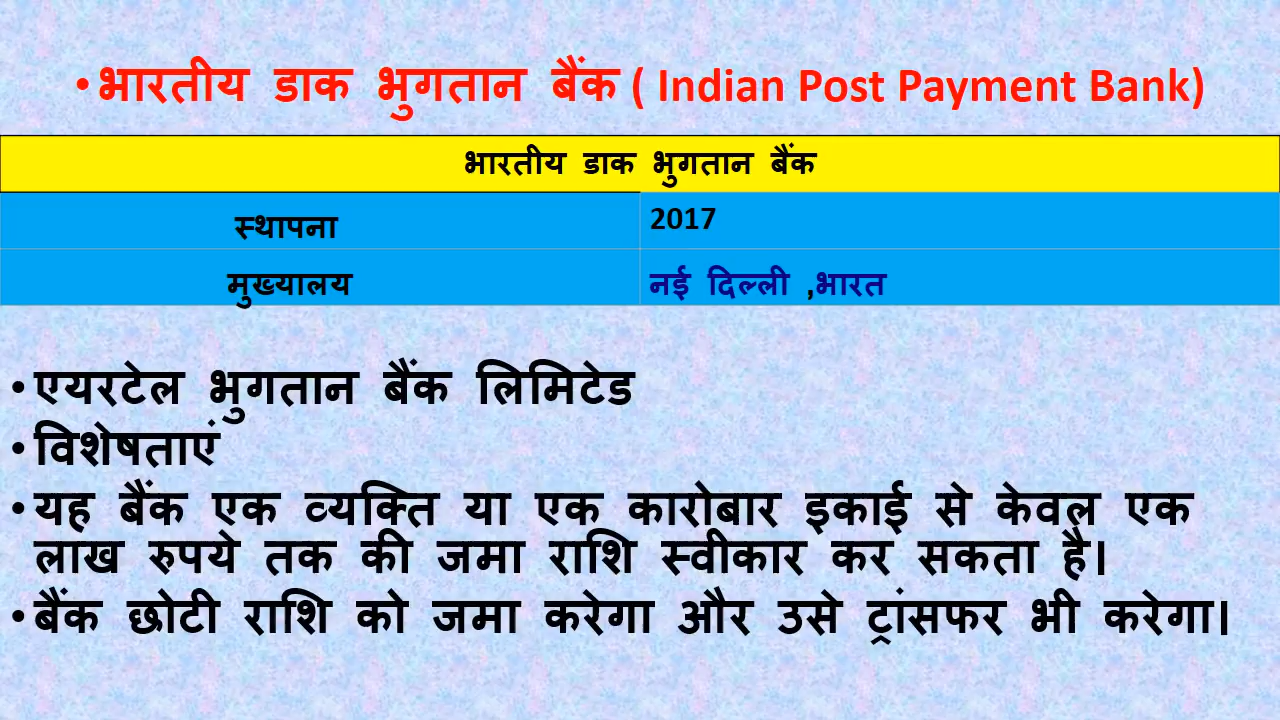 •भारतीय डाक भुगतान बैंक ( Indian Post Payment Bank)
भारतीय डाक भुगतान बैंक
स्थापना 2017
मुख्यालय नई दिल्ली ,भारत
•एयरटेल भुगतान बैंक लिमिटेड
•विशेषताएं
•यह बैंक एक व्यक्ति या एक कारोबार इकाई से केवल एक
लाख रुपये तक की जमा राशि स्वीकार कर सकता है।
•बैंक छोटी राशि को जमा करेगा और उसे ट्रांसफर भी करेगा।